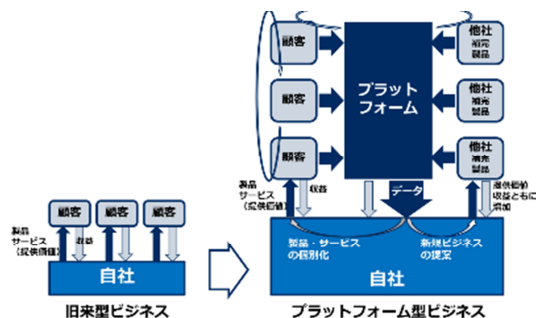 顧客
顧客
顧客
プラット
フォーム
他社
補完
製品
他社
補完
製品
他社
補完
製品
製品
サービス
（提供価値）
収益
データ
提供価値
収益ともに
増加
製品・サービス
の個別化
新規ビジネス
の提案
自社
プラットフォーム型ビジネス
顧客
顧客
顧客
製品
サービス
（提供価値）
収益
自社
旧来型ビジネス